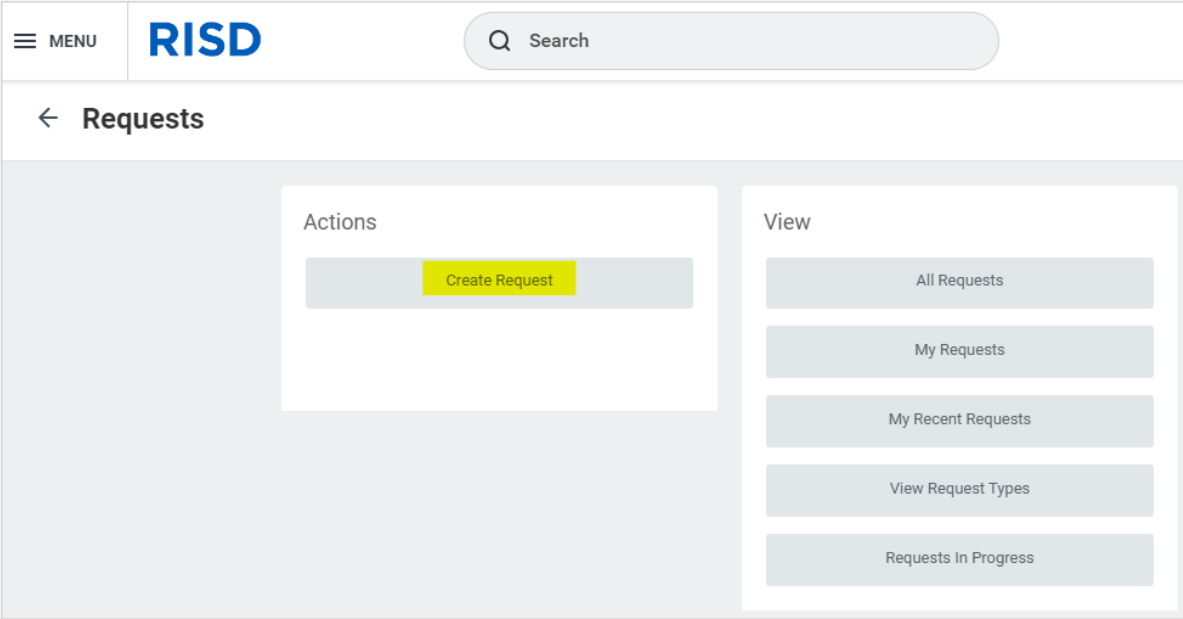 MENU
RISD
Search
Requests
Actions
Create Request
View
All Requests
My Requests
My Recent Requests
View Request Types
Requests In Progress